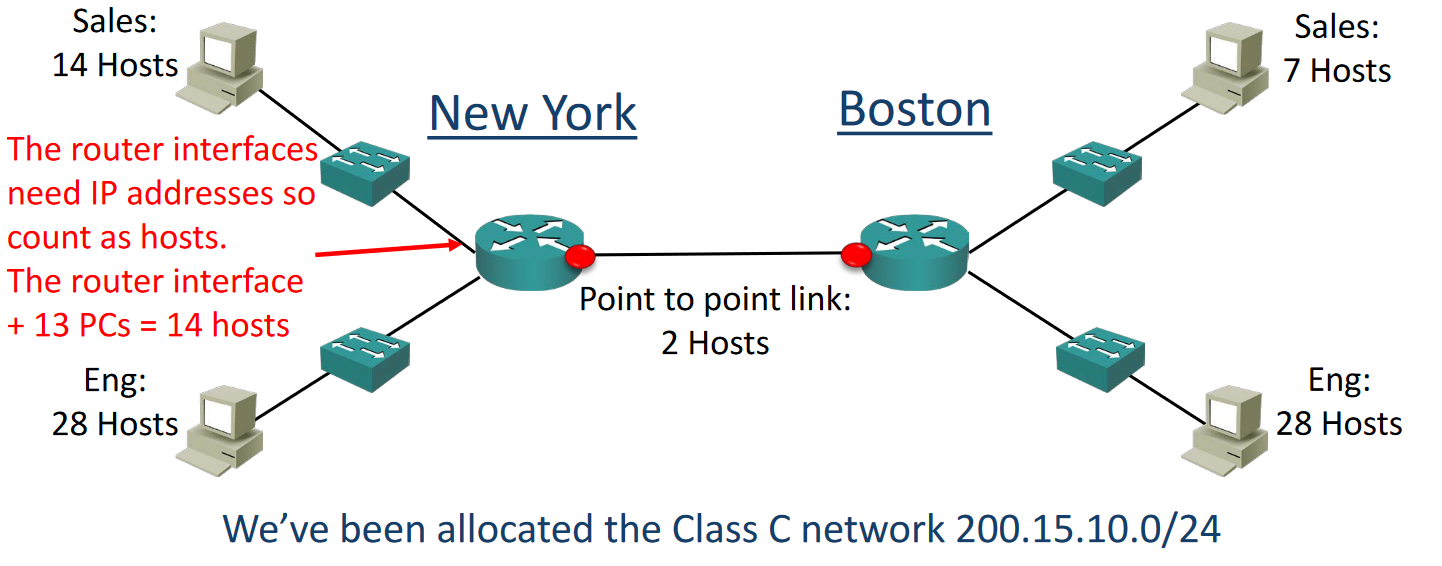 Sales:
14 Hosts
New York
Boston
Sales:
7 Hosts
The router interfaces
need IP addresses so
count as hosts.
The router interface
+ 13 PCs = 14 hosts
Point to point link:
2 Hosts
Eng:
28 Hosts
Eng:
28 Hosts
We’ve been allocated the Class C network 200.15.10.0/24